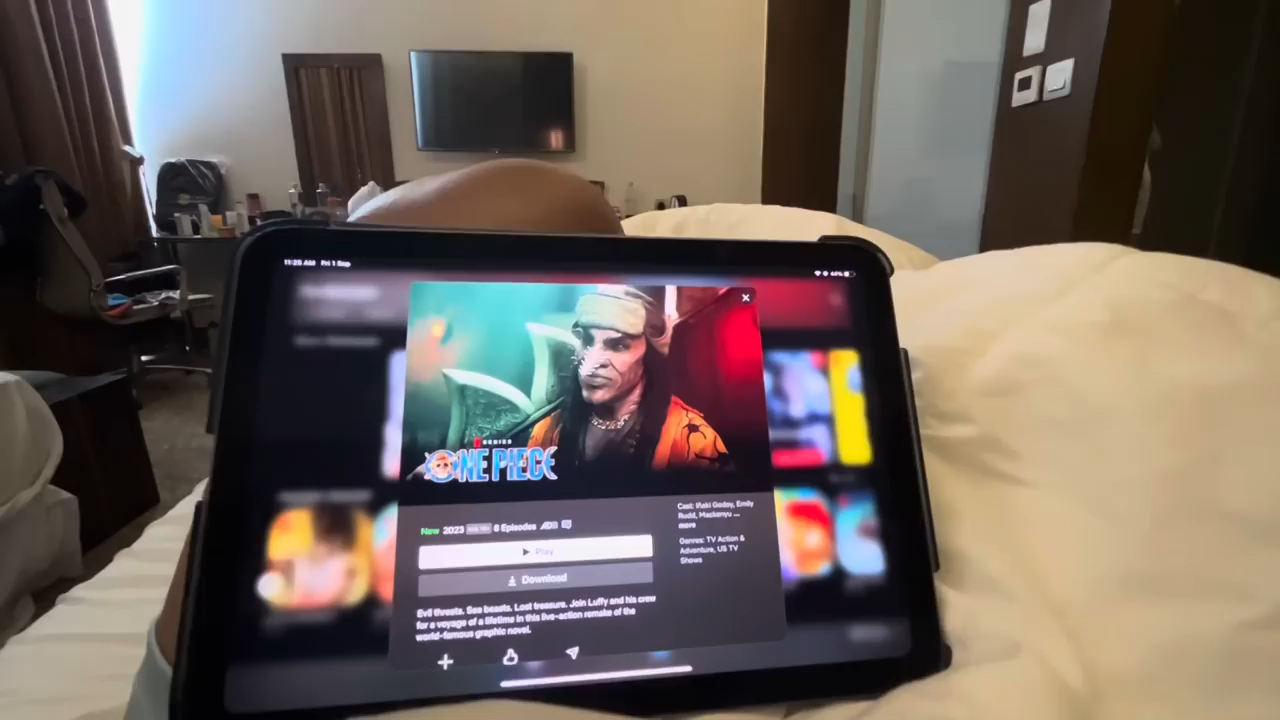 11:25 AM Fri 1 Sep
SERIES
ONE PIECE
New 2023 8 Episodes AD
Play
Download
Evil threats. Sea beasts. Lost treasure. Join Luffy and his crew
for a voyage of a lifetime in this live-action remake of the
world-famous graphic novel.
Cast: Iñaki Godoy, Emily
Rudd, Mackenyu ...
more
Genres: TV Action &
Adventure, US TV
Shows